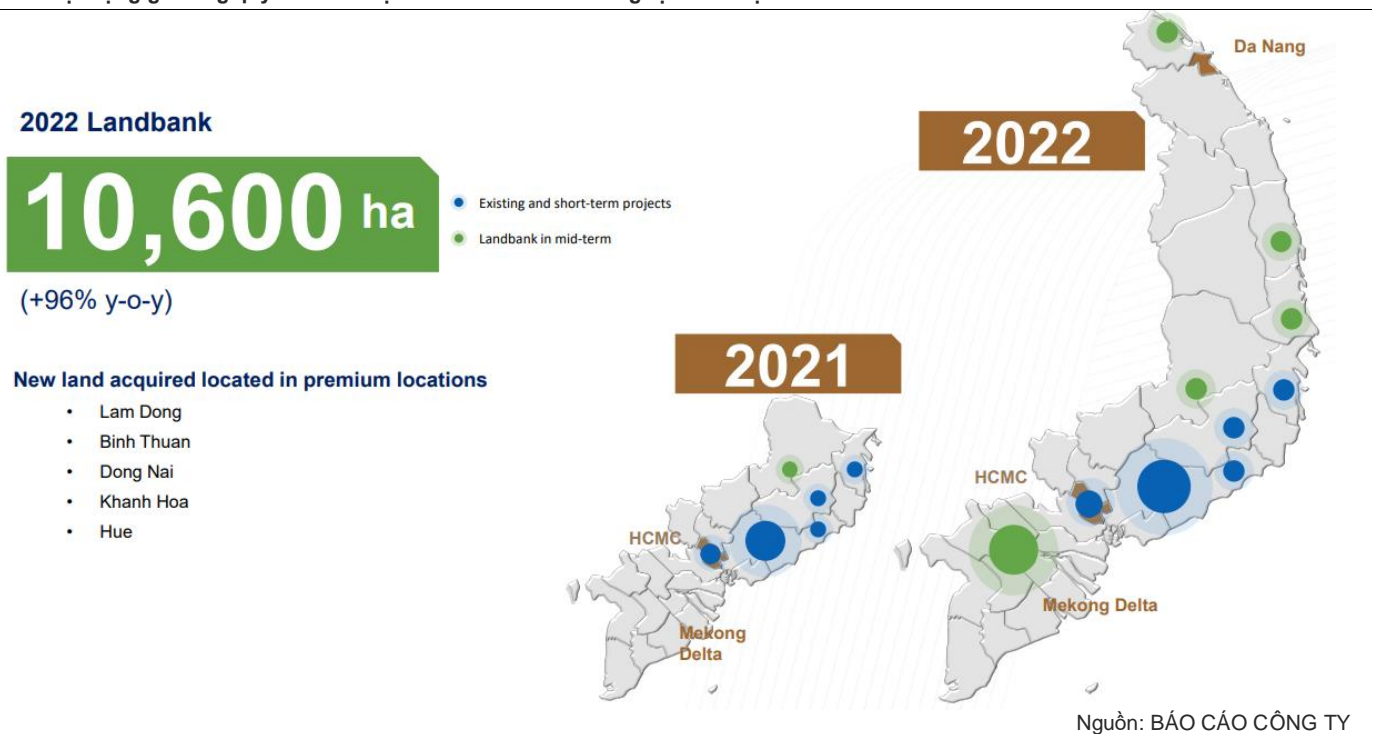 2022 Landbank
10,600 ha
(+96% y-o-y)
Existing and short-term projects
Landbank in mid-term
New land acquired located in premium locations
• Lam Dong
• Binh Thuan
• Dong Nai
• Khanh Hoa
• Hue
2021
HCMC
Mekong
Delta
2022
Da Nang
HCMC
Mekong Delta
Nguồn: BÁO CÁO CÔNG TY